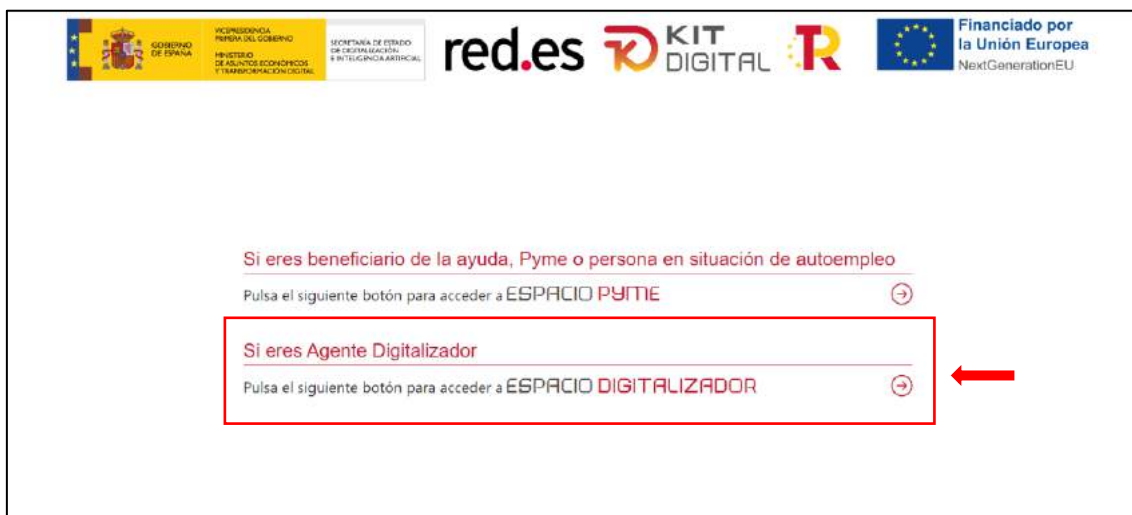 GOBIERNO
DE ESPAÑA
VICEPRESIDENCIA
PRIMERA DEL GOBIERNO
MINISTERIO
DE ASUNTOS ECONÓMICOS
Y TRANSFORMACIÓN DIGITAL
SECRETARÍA DE ESTADO
DE DIGITALIZACIÓN
E INTELIGENCIA ARTIFICIAL
red.es
KIT
DIGITAL
R
Financiado por
la Unión Europea
NextGenerationEU
Si eres beneficiario de la ayuda, Pyme o persona en situación de autoempleo
Pulsa el siguiente botón para acceder a ESPACIO PYME
Si eres Agente Digitalizador
Pulsa el siguiente botón para acceder a ESPACIO DIGITALIZADOR